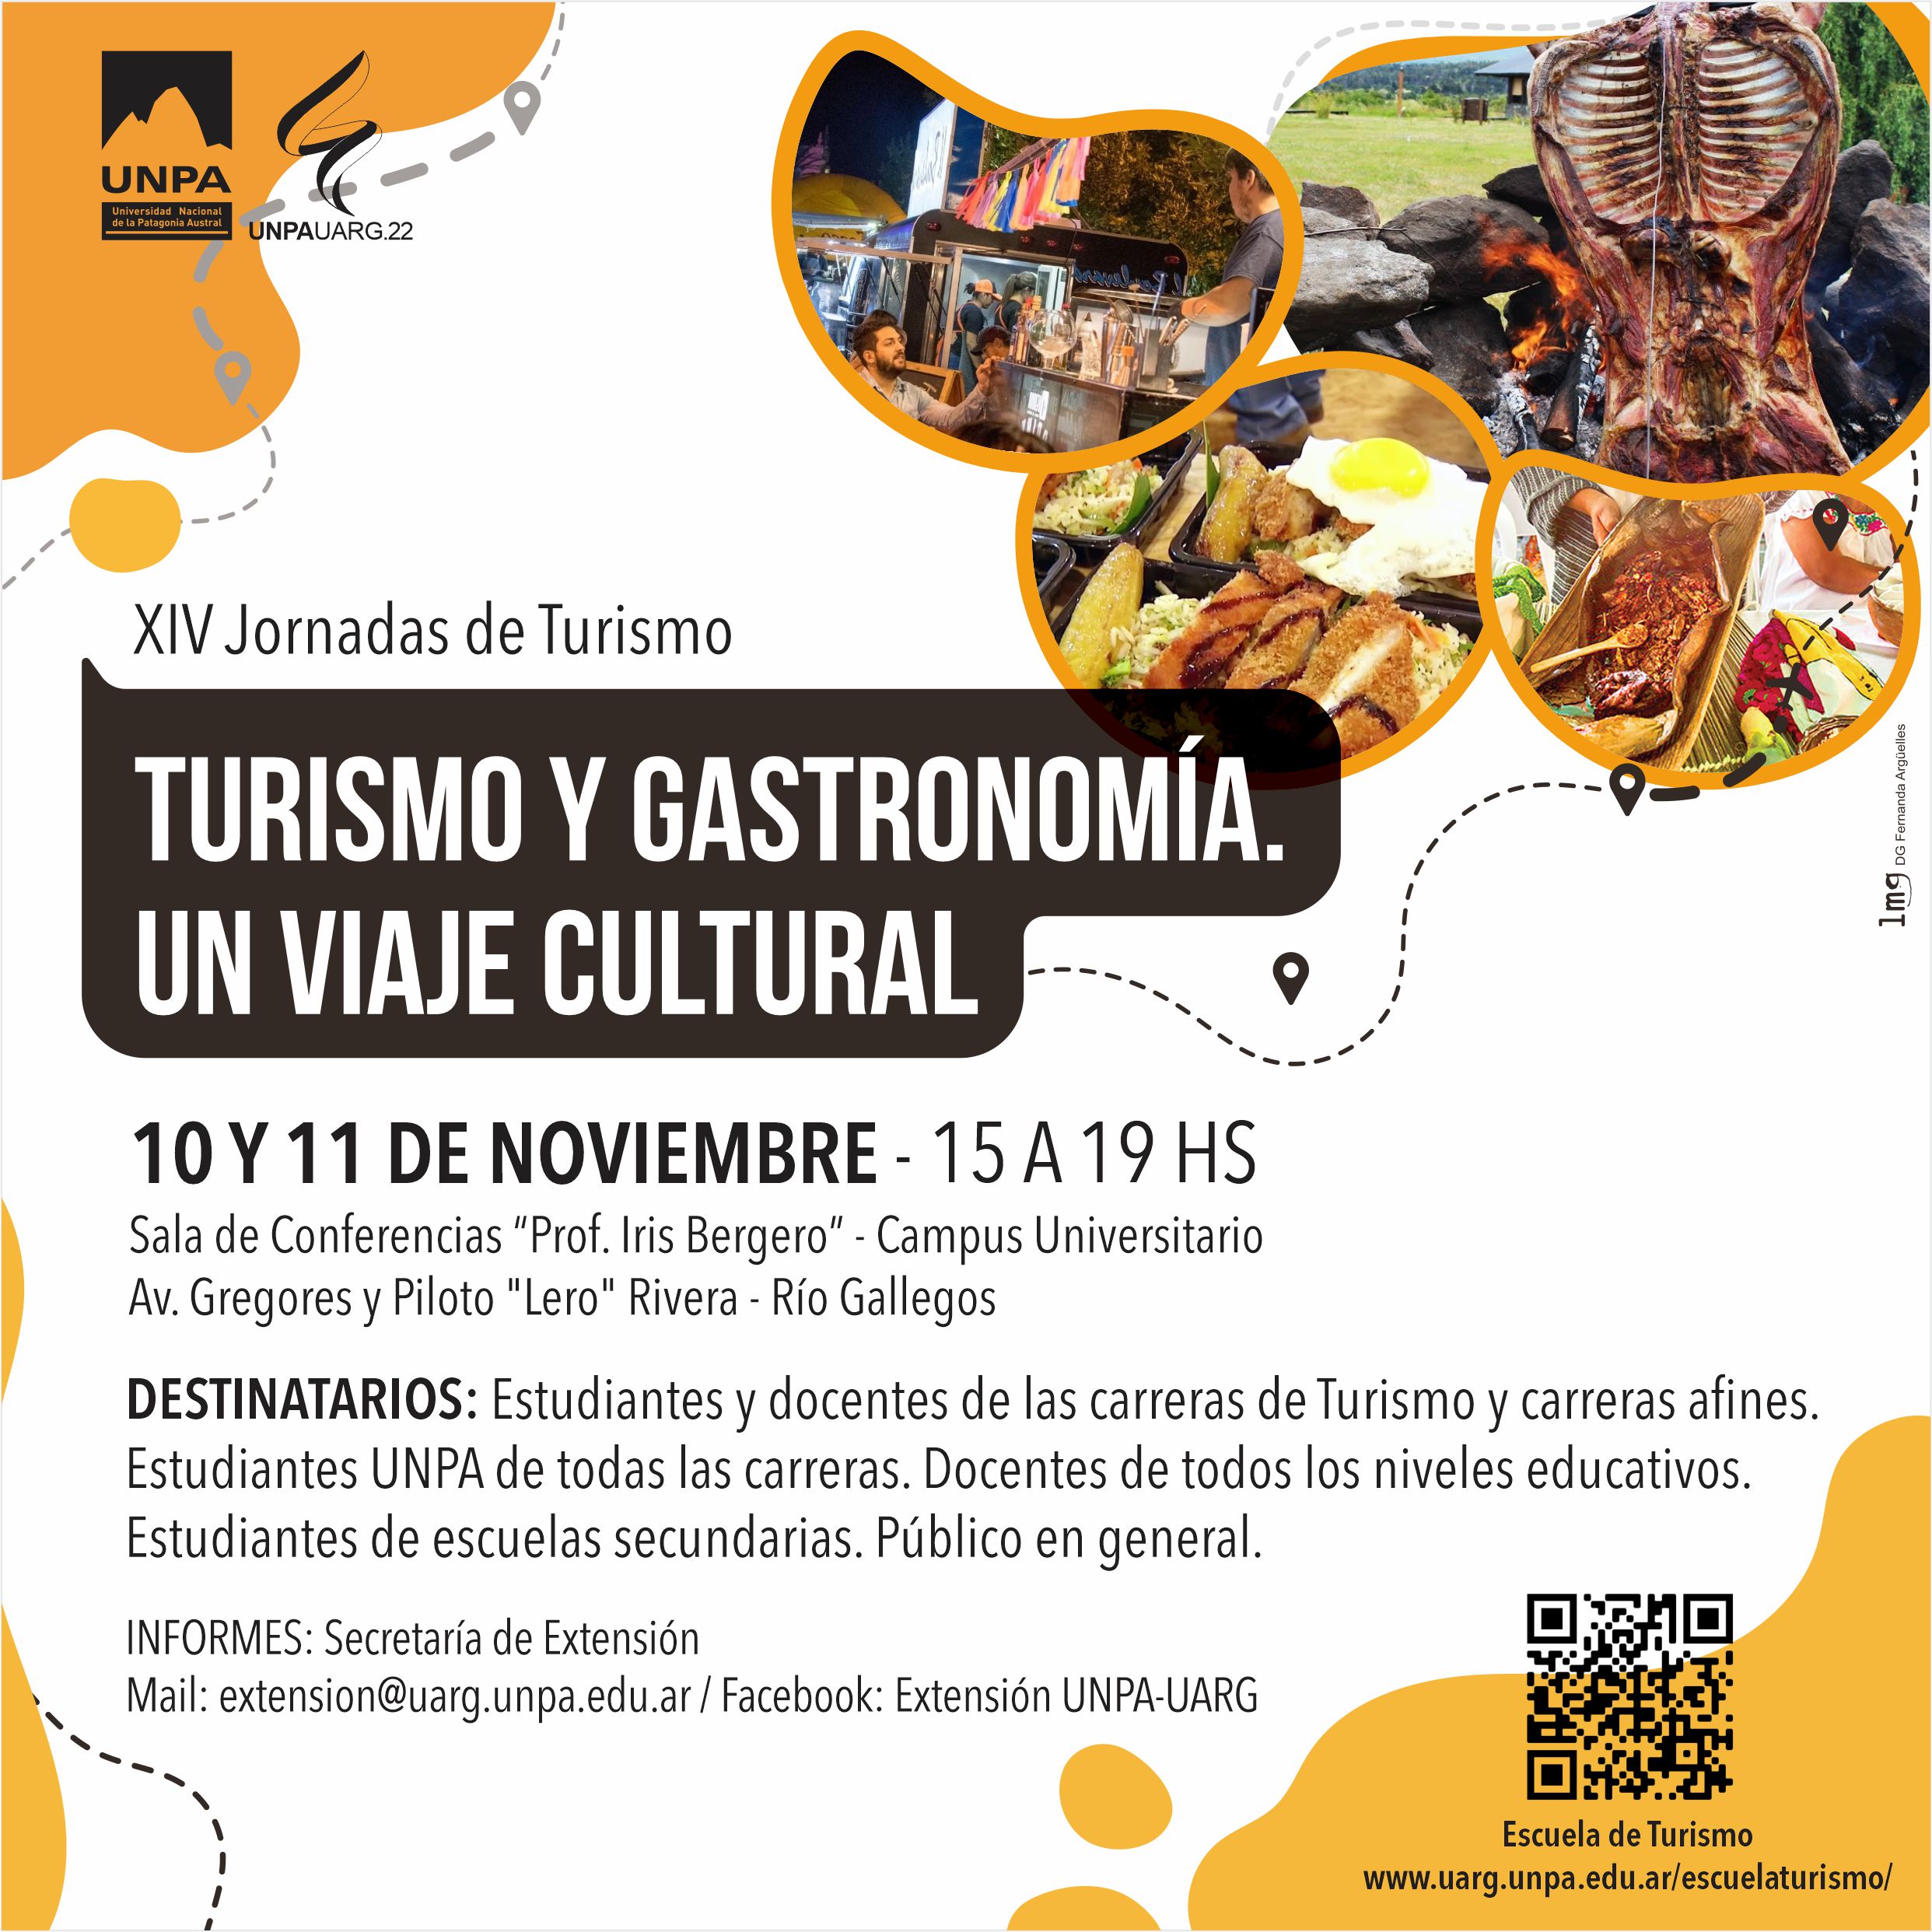 UNPA
Universidad Nacional
de la Patagonia Austral
UNPAUARG.22
XIV Jornadas de Turismo
TURISMO Y GASTRONOMÍA.
UN VIAJE CULTURAL
10 Y 11 DE NOVIEMBRE - 15 A 19 HS
Sala de Conferencias “Prof. Iris Bergero” - Campus Universitario
Av. Gregores y Piloto "Lero" Rivera - Río Gallegos
DESTINATARIOS: Estudiantes y docentes de las carreras de Turismo y carreras afines.
Estudiantes UNPA de todas las carreras. Docentes de todos los niveles educativos.
Estudiantes de escuelas secundarias. Público en general.
INFORMES: Secretaría de Extensión
Mail: extension@uarg.unpa.edu.ar / Facebook: Extensión UNPA-UARG
Escuela de Turismo
www.uarg.unpa.edu.ar/escuelaturismo/
lmg DG Fernanda Argüelles